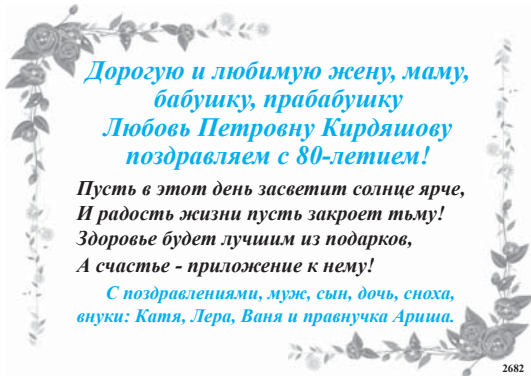 Дорогую и любимую жену, маму,
бабушку, прабабушку
Любовь Петровну Кирдяшову
поздравляем с 80-летием!
Пусть в этот день засветит солнце ярче,
И радость жизни пусть закроет тьму!
Здоровье будет лучшим из подарков,
А счастье - приложение к нему!
С поздравлениями, муж, сын, дочь, сноха,
внуки: Катя, Лера, Ваня и правнучка Ариша.
2682